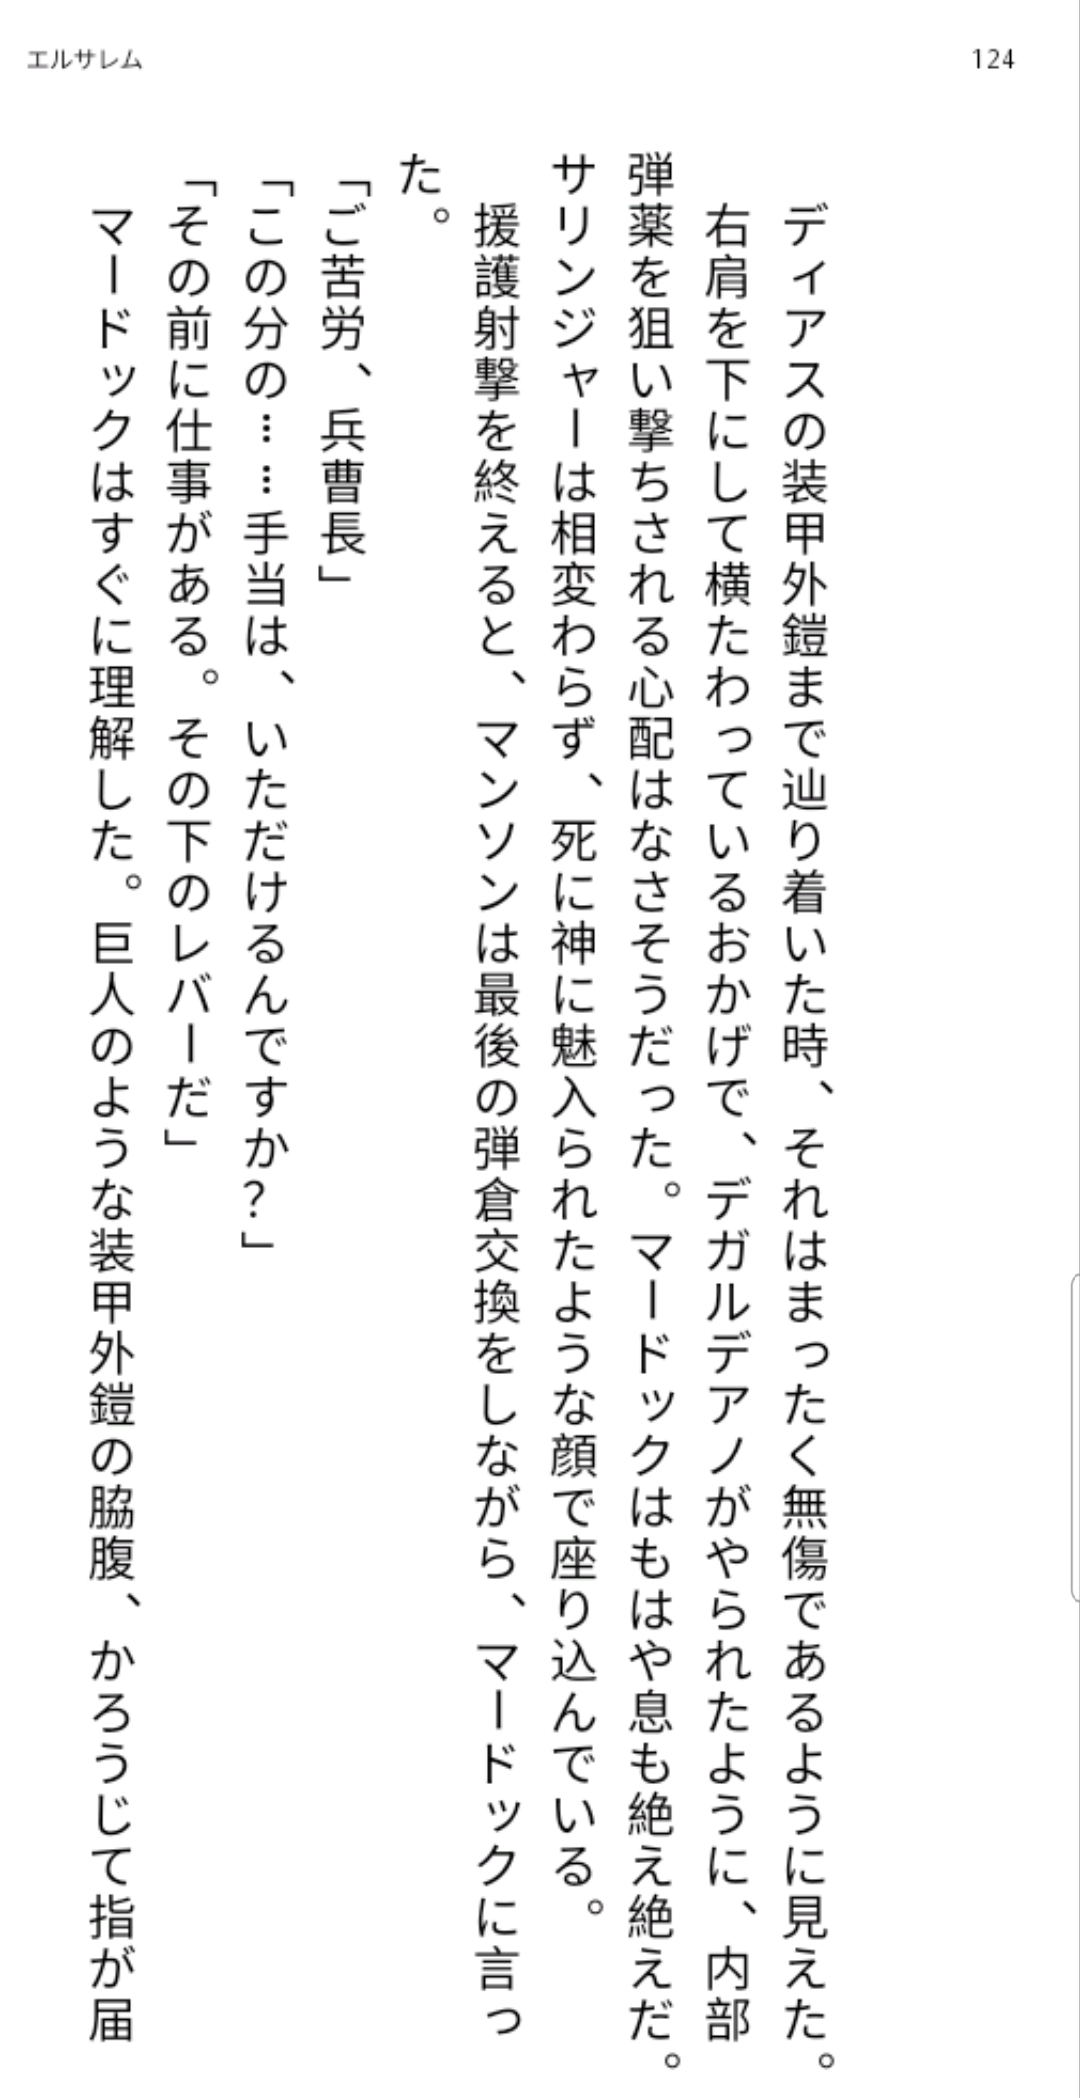 エルサレム
124
ディアスの装甲外鎧まで辿り着いた時、それはまったく無傷であるように見えた。
右肩を下にして横たわっているおかげで、デガルデアノがやられたように、内部
弾薬を狙い撃ちされる心配はなさそうだった。マードックはもはや息も絶え絶えだ。
サリンジャーは相変わらず、死に神に魅入られたような顔で座り込んでいる。
援護射撃を終えると、マンソンは最後の弾倉交換をしながら、マードックに言っ
た。
「ご苦労、兵曹長」
「この分の……手当は、いただけるんですか？」
「その前に仕事がある。その下のレバーだ」
マードックはすぐに理解した。巨人のような装甲外鎧の脇腹、かろうじて指が届